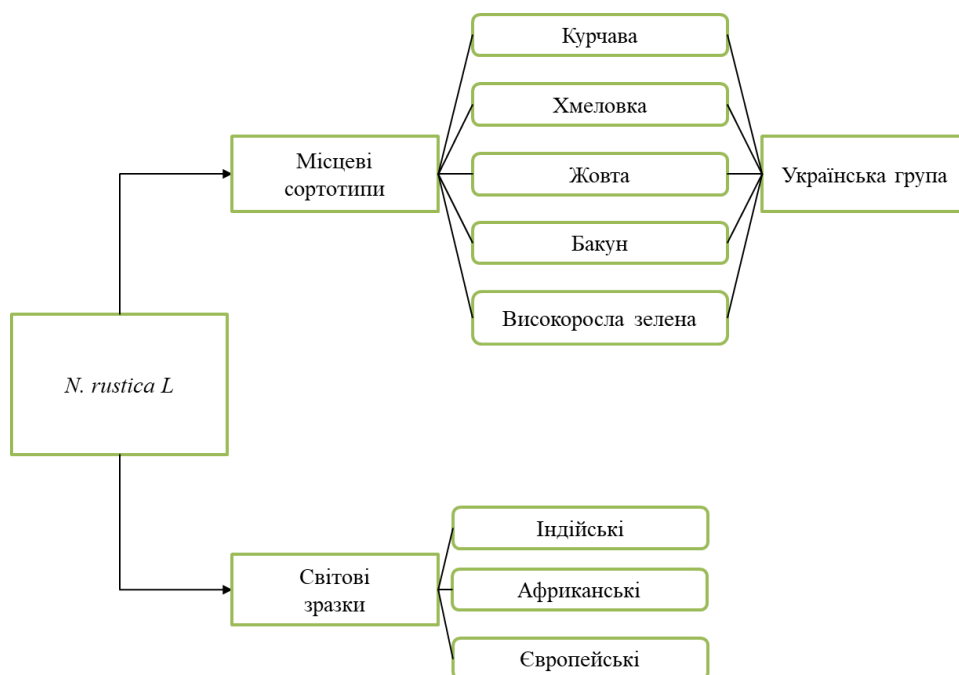 Курчава
Хмеловка
Місцеві
сортотипи
Жовта
Українська група
Бакун
Високоросла зелена
N. rustica L
Індійські
Світові
зразки
Африканські
Європейські